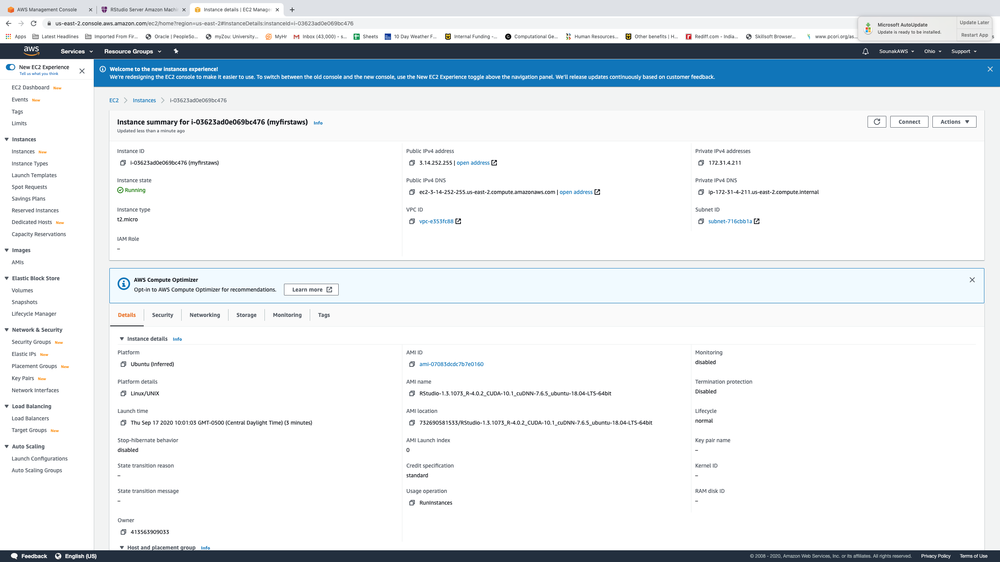 AWS Management Console
RStudio Server Amazon Machi
Instance details | EC2 Manage
us-east-2.console.aws.amazon.com/ec2/home?region=us-east-2#InstanceDetails:instanceId=i-03623ad0e069bc476
Microsoft AutoUpdate
Update is ready to be installed.
Update Later
Restart App
Apps
Latest Headlines
Imported From Fir...
Oracle | PeopleSo...
myZou: University...
MyHr
Inbox (43,000) - s...
Sheets
10 Day Weather F...
Internal Funding -...
Computational Ge...
Human Resources...
Other benefits | H...
Rediff.com - India...
Skillsoft Browser...
www.pcori.org/as...
aws
Services
Resource Groups
SounakAWS
Ohio
Support
New EC2 Experience
Tell us what you think
Welcome to the new instances experience!
We're redesigning the EC2 console to make it easier to use. To switch between the old console and the new console, use the New EC2 Experience toggle above the navigation panel. We'll release updates continuously based on customer feedback.
EC2 Dashboard New
Events New
Tags
Limits
Instances
Instances New
Instance Types
Launch Templates
Spot Requests
Savings Plans
Reserved Instances
Dedicated Hosts New
Capacity Reservations
Images
AMIs
Elastic Block Store
Volumes
Snapshots
Lifecycle Manager
Network & Security
Security Groups New
Elastic IPs New
Placement Groups New
Key Pairs New
Network Interfaces
Load Balancing
Load Balancers
Target Groups New
Auto Scaling
Launch Configurations
Auto Scaling Groups
EC2 > Instances > i-03623ad0e069bc476
Instance summary for i-03623ad0e069bc476 (myfirstaws) Info
Updated less than a minute ago
Connect
Actions
Instance ID
i-03623ad0e069bc476 (myfirstaws)
Public IPv4 address
3.14.252.255 | open address
Private IPv4 addresses
172.31.4.211
Instance state
Running
Public IPv4 DNS
ec2-3-14-252-255.us-east-2.compute.amazonaws.com | open address
Private IPv4 DNS
ip-172-31-4-211.us-east-2.compute.internal
Instance type
t2.micro
VPC ID
vpc-e353fc88
Subnet ID
subnet-716cbb1a
IAM Role
–
AWS Compute Optimizer
Opt-in to AWS Compute Optimizer for recommendations.
Learn more
Details
Security
Networking
Storage
Monitoring
Tags
Instance details Info
Platform
Ubuntu (Inferred)
AMI ID
ami-07083dcdc7b7e0160
Monitoring
disabled
Platform details
Linux/UNIX
AMI name
RStudio-1.3.1073_R-4.0.2_CUDA-10.1_cuDNN-7.6.5_ubuntu-18.04-LTS-64bit
Termination protection
Disabled
Launch time
Thu Sep 17 2020 10:01:03 GMT-0500 (Central Daylight Time) (3 minutes)
AMI location
732690581533/RStudio-1.3.1073_R-4.0.2_CUDA-10.1_cuDNN-7.6.5_ubuntu-18.04-LTS-64bit
Lifecycle
normal
Stop-hibernate behavior
disabled
AMI Launch index
0
Key pair name
–
State transition reason
–
Credit specification
standard
Kernel ID
–
State transition message
–
Usage operation
RunInstances
RAM disk ID
–
Owner
413563909033
Host and placement group Info
Feedback
English (US)
© 2008 - 2020, Amazon Web Services, Inc. or its affiliates. All rights reserved.
Privacy Policy
Terms of Use